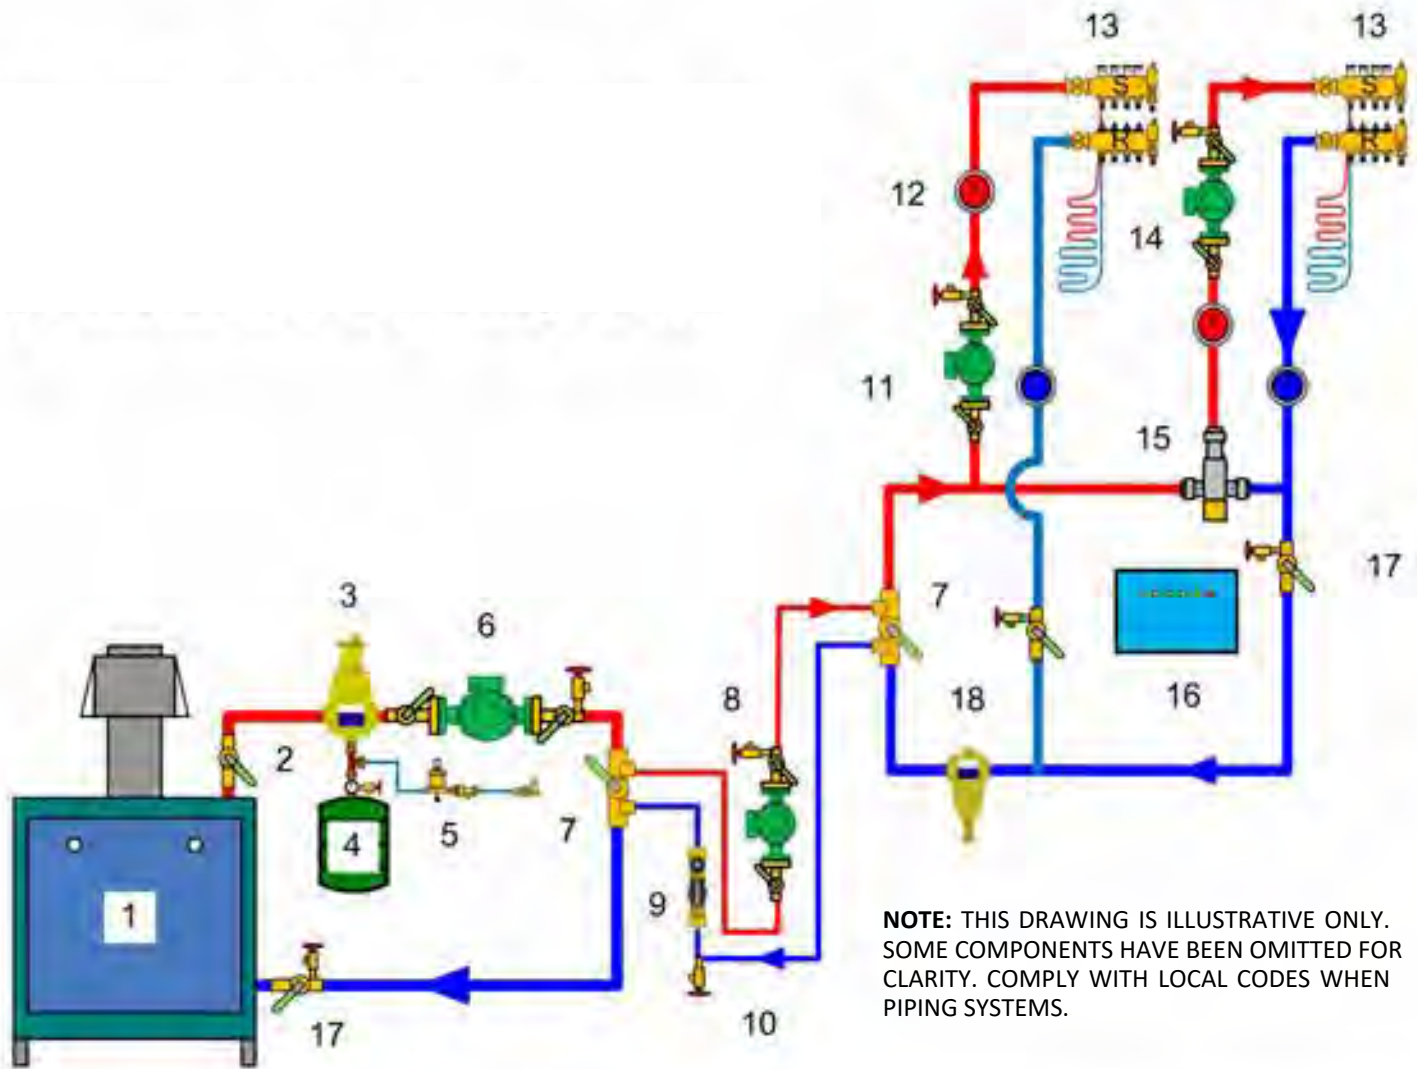 13
13
S
S
R
R
12
14
11
15
17
3
7
6
8
18
16
2
4
5
7
1
9
17
10
NOTE: THIS DRAWING IS ILLUSTRATIVE ONLY.
SOME COMPONENTS HAVE BEEN OMITTED FOR
CLARITY. COMPLY WITH LOCAL CODES WHEN
PIPING SYSTEMS.